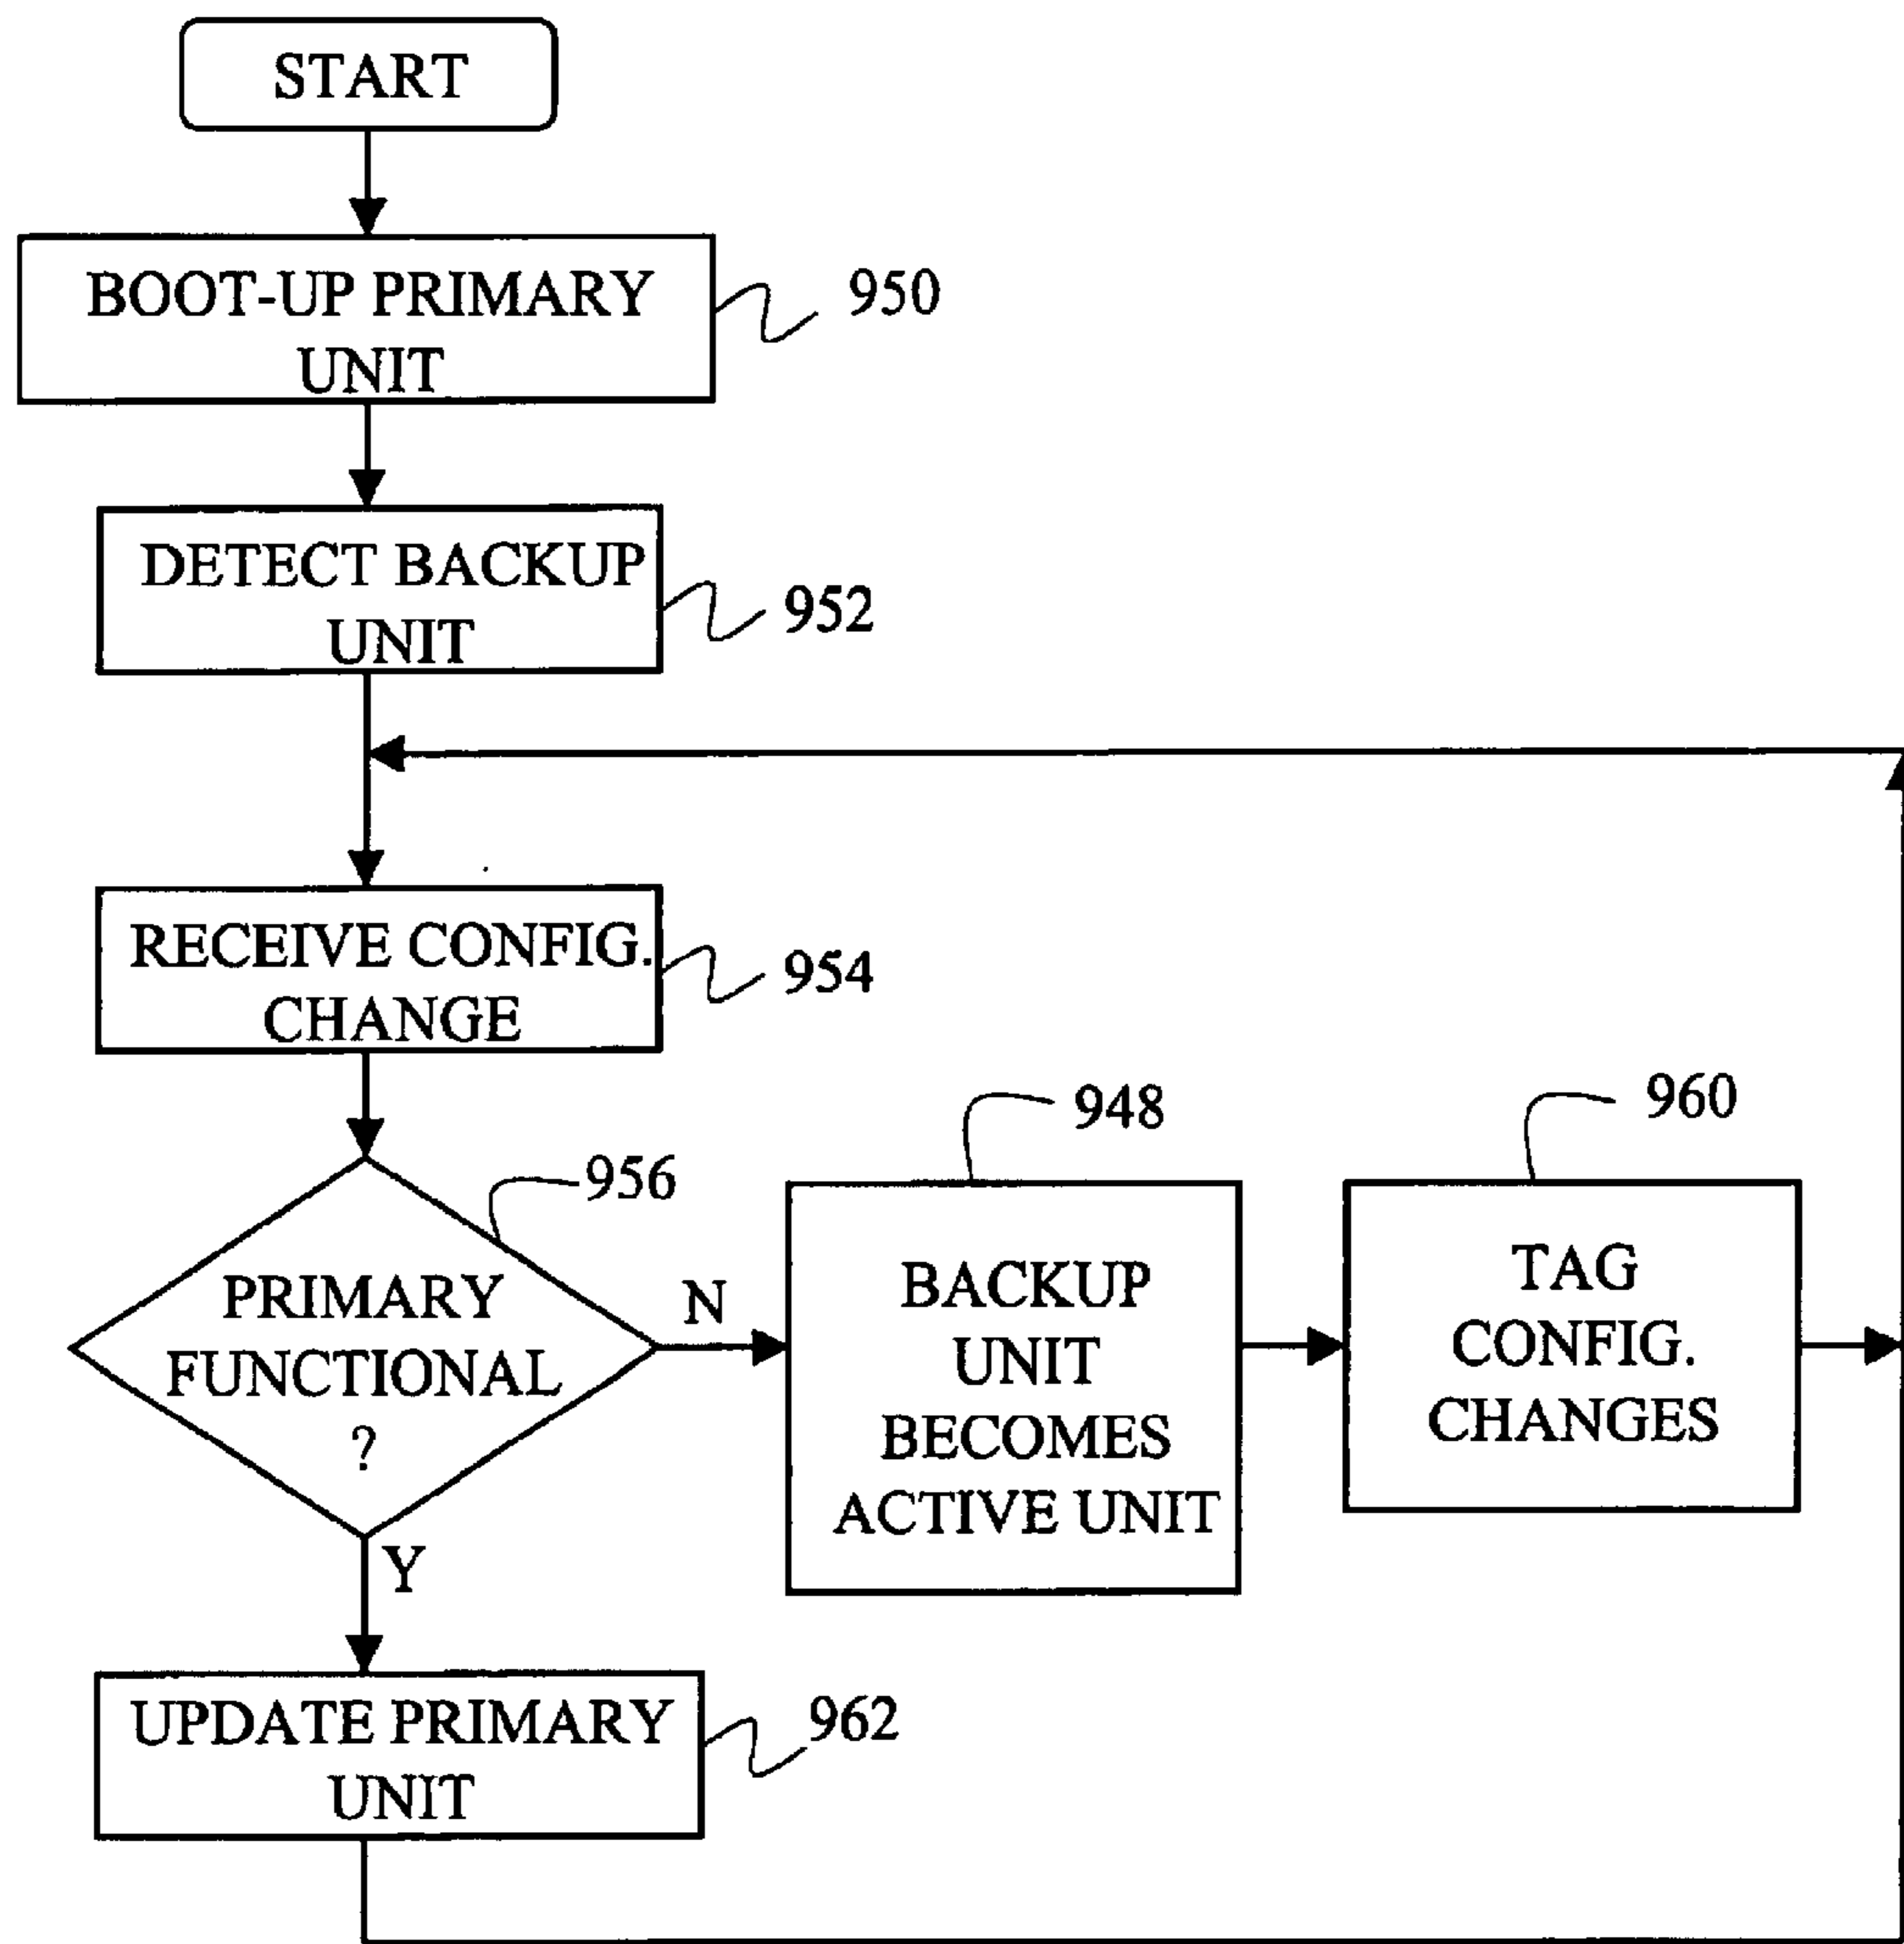 START
BOOT-UP PRIMARY
UNIT
950
DETECT BACKUP
UNIT
952
RECEIVE CONFIG.
CHANGE
954
956
PRIMARY
FUNCTIONAL
?
N
Y
948
BACKUP
UNIT
BECOMES
ACTIVE UNIT
960
TAG
CONFIG.
CHANGES
UPDATE PRIMARY
UNIT
962